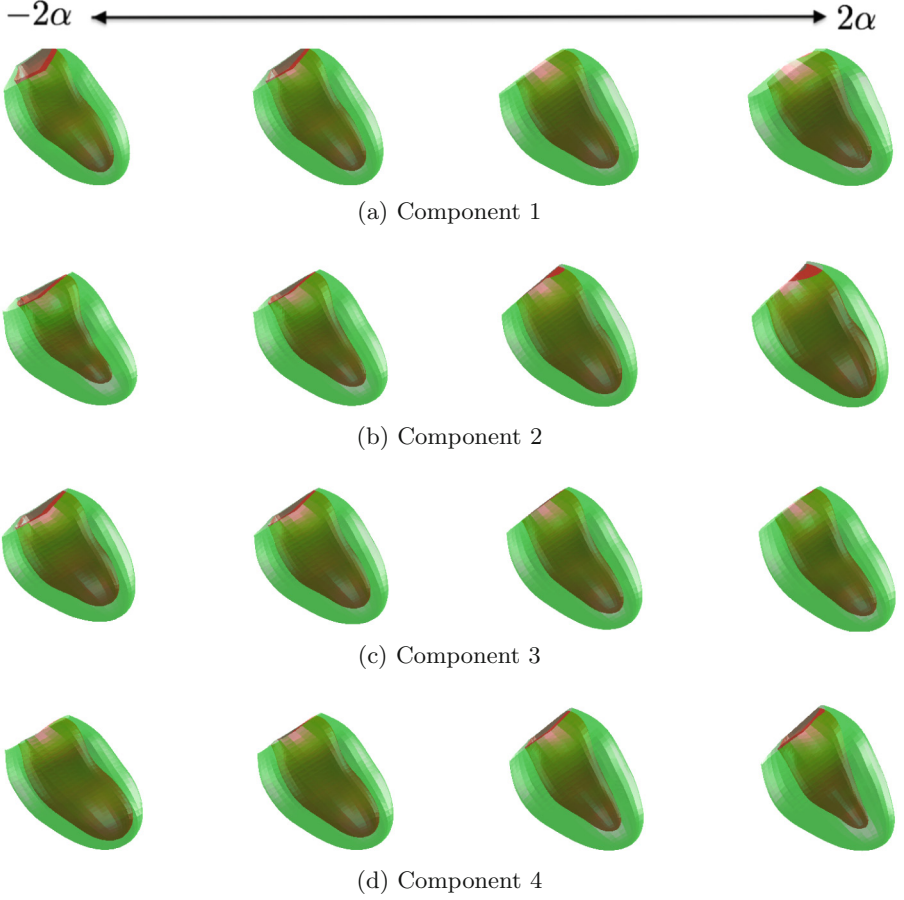 −2α 2α
(a) Component 1
(b) Component 2
(c) Component 3
(d) Component 4